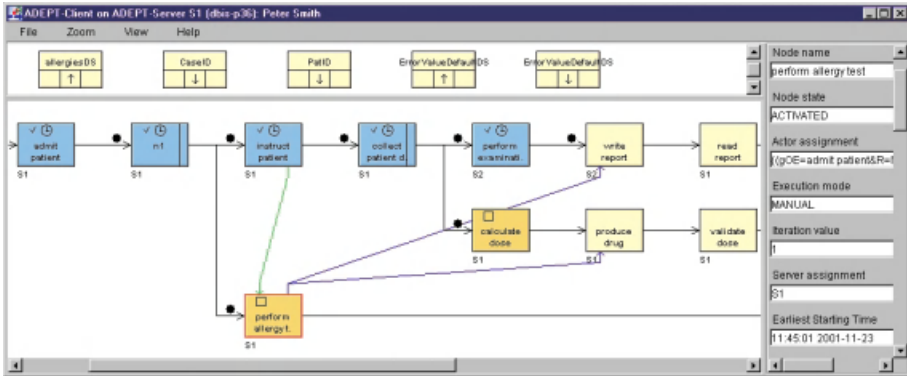 ADEPT-Client on ADEPT-Server S1 (dbis-p36): Peter Smith
File Zoom View Help
allergiesDS CaseID PatID ErrorValueDefaultDS ErrorValueDefaultDS
admit
patient
S1
n1
S1
instruct
patient
S1
collect
patient d.
S1
perform
examinati.
S2
write
report
S2
read
report
S1
calculate
dose
S1
produce
drug
S1
validate
dose
S1
perform
allergy t.
S1
Node name
perform allergy test
Node state
ACTIVATED
Actor assignment
((gOE=admit patient&R=
Execution mode
MANUAL
Iteration value
1
Server assignment
S1
Earliest Starting Time
11:45:01 2001-11-23